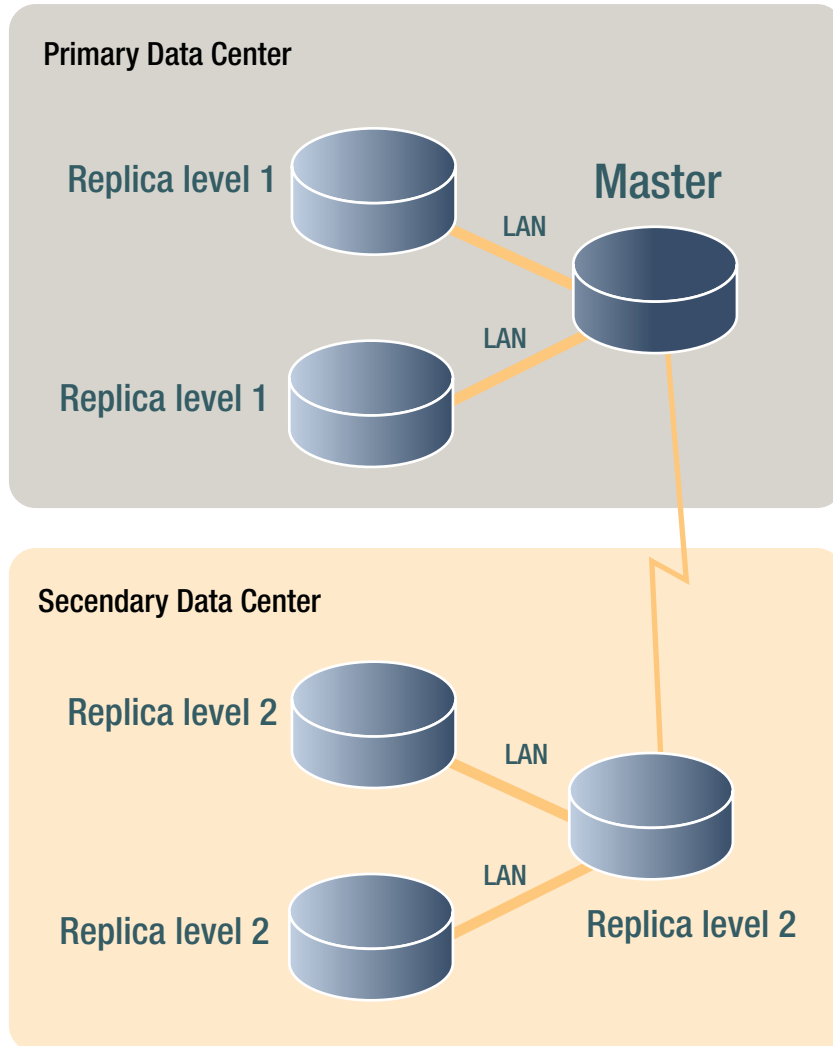 Primary Data Center
Replica level 1
Master
LAN
LAN
Replica level 1
Secendary Data Center
Replica level 2
LAN
LAN
Replica level 2
Replica level 2